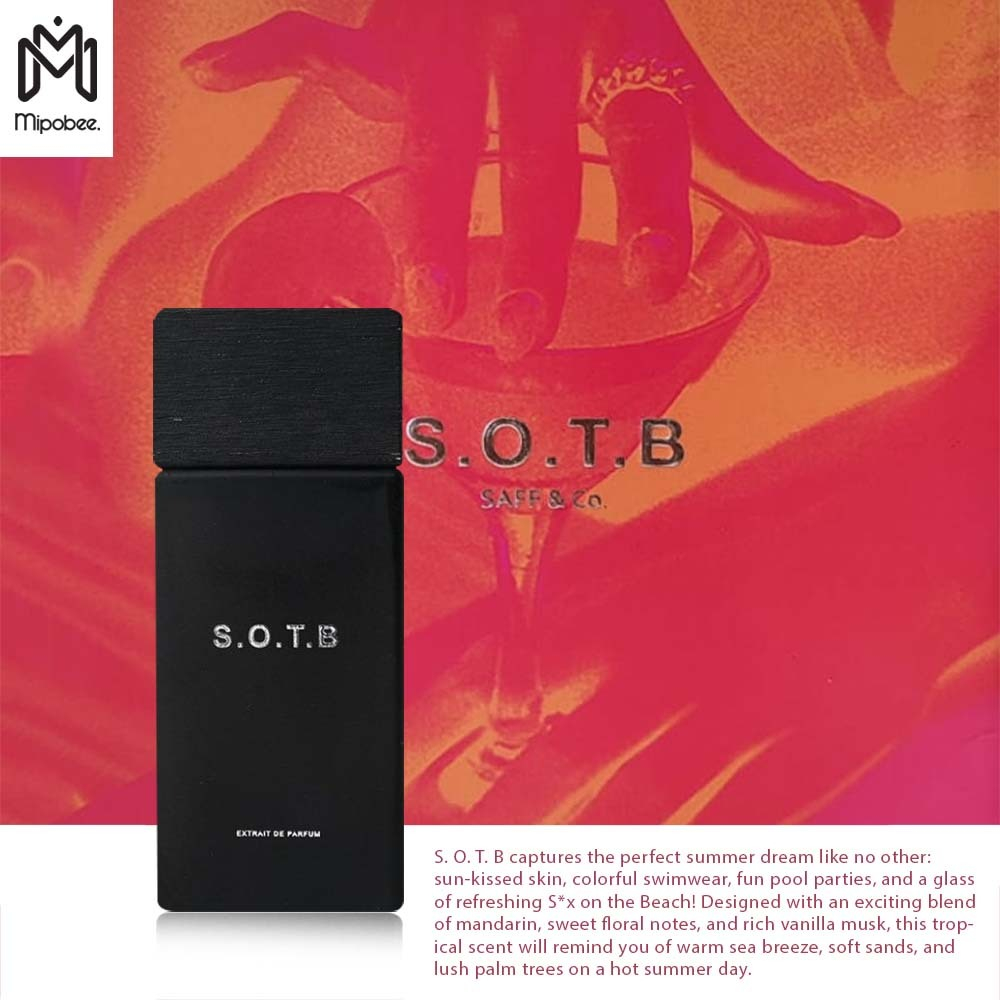 Mipobee.
S.O.T.B
SAFF & Co.
S.O.T.B
EXTRAIT DE PARFUM
S. O. T. B captures the perfect summer dream like no other:
sun-kissed skin, colorful swimwear, fun pool parties, and a glass
of refreshing S*x on the Beach! Designed with an exciting blend
of mandarin, sweet floral notes, and rich vanilla musk, this trop-
ical scent will remind you of warm sea breeze, soft sands, and
lush palm trees on a hot summer day.